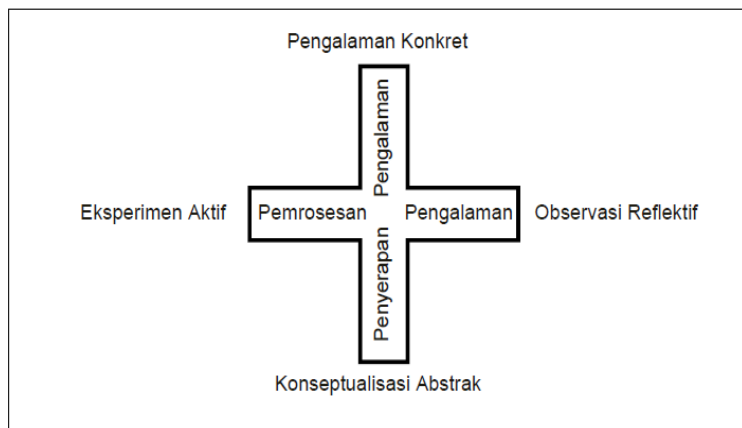 Pengalaman Konkret
Pengalaman
Eksperimen Aktif Pemrosesan Pengalaman Observasi Reflektif
Penyerapan
Konseptualisasi Abstrak